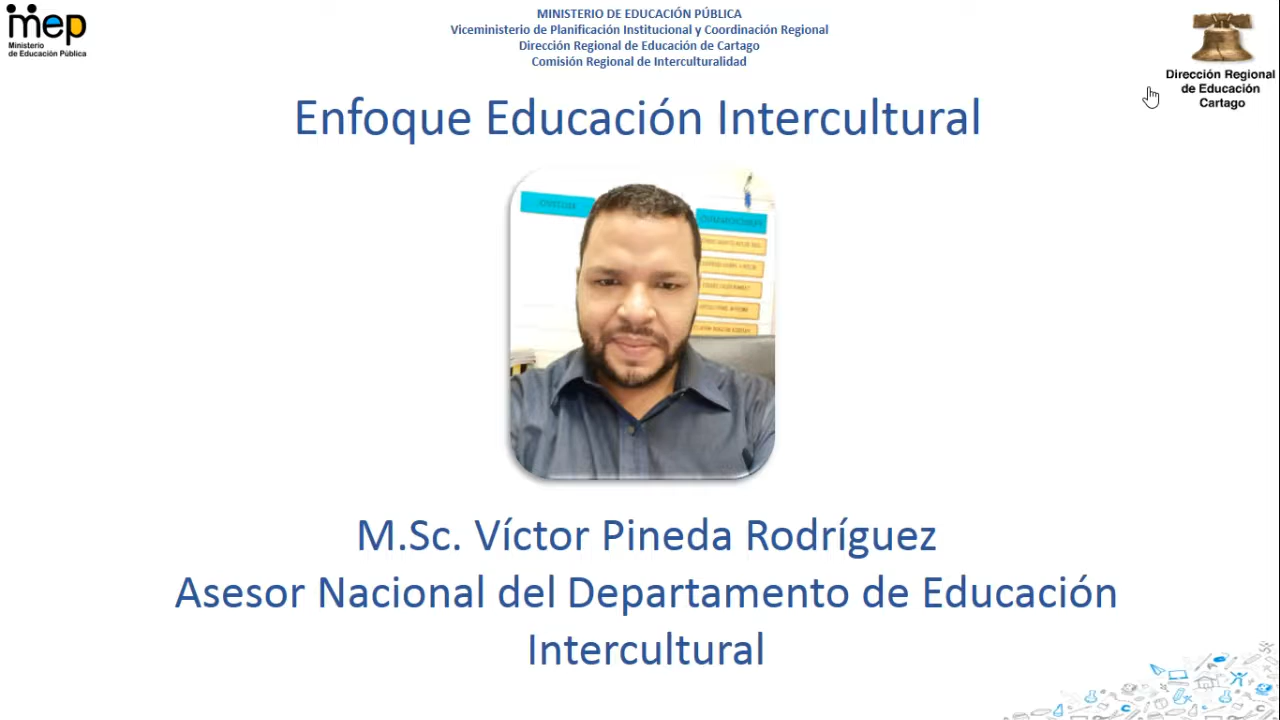 mep
Ministerio
de Educación Pública
MINISTERIO DE EDUCACIÓN PÚBLICA
Viceministerio de Planificación Institucional y Coordinación Regional
Dirección Regional de Educación de Cartago
Comisión Regional de Interculturalidad
Dirección Regional
de Educación
Cartago
Enfoque Educación Intercultural
M.Sc. Víctor Pineda Rodríguez
Asesor Nacional del Departamento de Educación
Intercultural